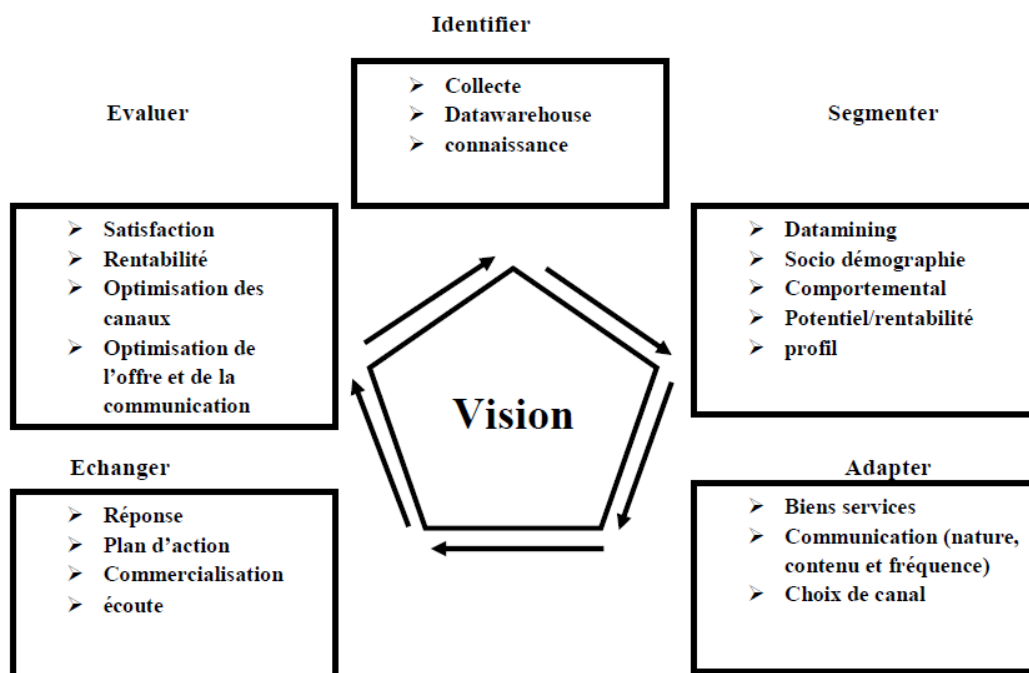 Identifier
➢ Collecte
➢ Datawarehouse
➢ connaissance
Evaluer
➢ Satisfaction
➢ Rentabilité
➢ Optimisation des
canaux
➢ Optimisation de
l'offre et de la
communication
Segmenter
➢ Datamining
➢ Socio démographie
➢ Comportemental
➢ Potentiel/rentabilité
➢ profil
Vision
Echanger
➢ Réponse
➢ Plan d'action
➢ Commercialisation
➢ écoute
Adapter
➢ Biens services
➢ Communication (nature,
contenu et fréquence)
➢ Choix de canal